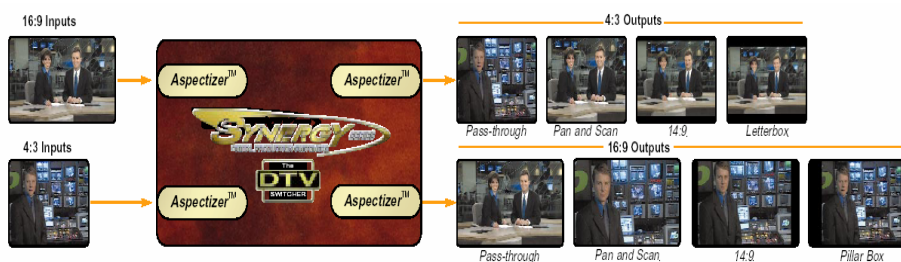 16:9 Inputs
4:3 Outputs
Aspectizer™
Aspectizer™
SYNERGY SERIES
Pass-through
Pan and Scan
14:9
Letterbox
4:3 Inputs
16:9 Outputs
The
DTV
SWITCHER
Aspectizer™
Aspectizer™
Pass-through
Pan and Scan
14:9
Pillar Box